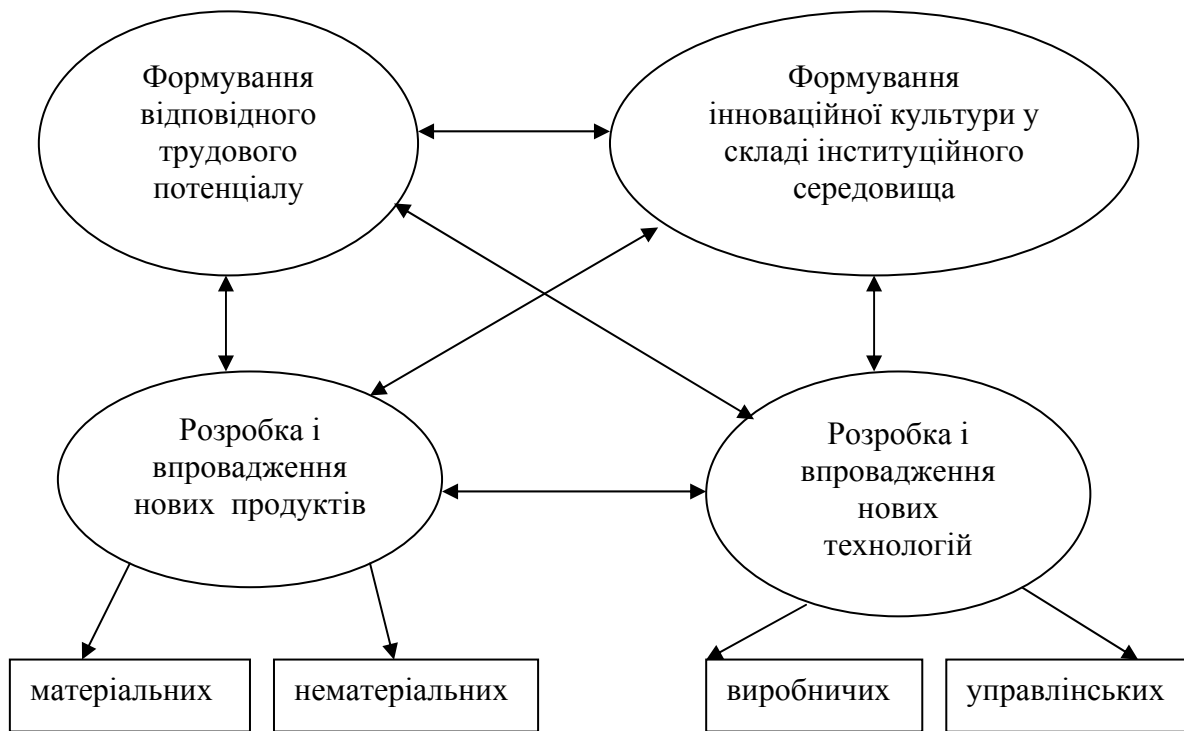 Формування
відповідного
трудового
потенціалу
Формування
інноваційної культури у
складі інституційного
середовища
Розробка і
впровадження
нових продуктів
Розробка і
впровадження
нових
технологій
матеріальних
нематеріальних
виробничих
управлінських